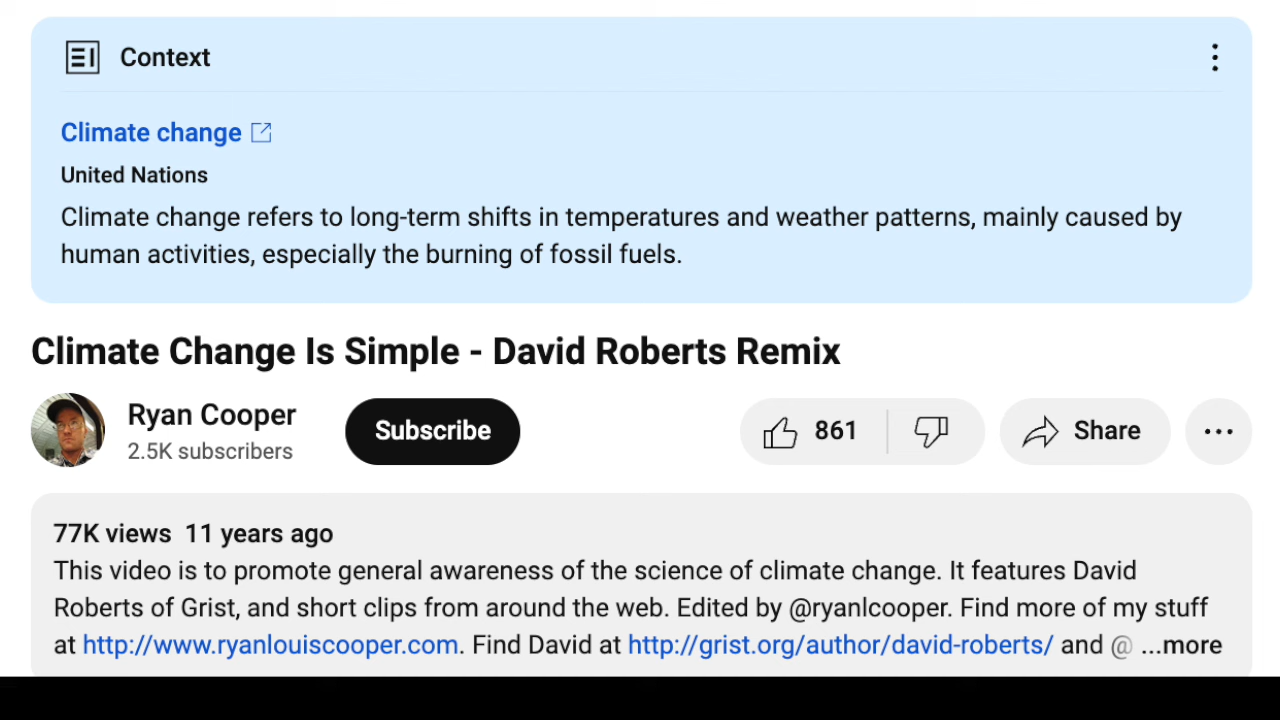 Context
Climate change
United Nations
Climate change refers to long-term shifts in temperatures and weather patterns, mainly caused by
human activities, especially the burning of fossil fuels.
Climate Change Is Simple - David Roberts Remix
Ryan Cooper
2.5K subscribers
Subscribe
861
Share
77K views 11 years ago
This video is to promote general awareness of the science of climate change. It features David
Roberts of Grist, and short clips from around the web. Edited by @ryanlcooper. Find more of my stuff
at http://www.ryanlouiscooper.com. Find David at http://grist.org/author/david-roberts/ and @ ...more